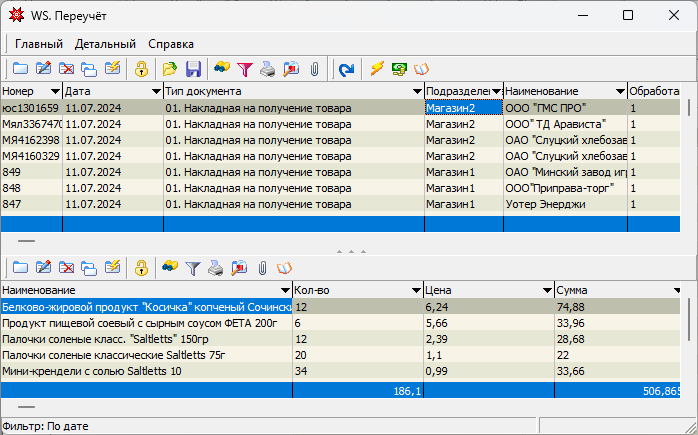 WS. Переучёт
Главный Детальный Справка
Номер Дата Тип документа Подразделе Наименование Обработа
юс1301659 11.07.2024 01. Накладная на получение товара Магазин2 ООО "ГМС ПРО" 1
Мял3367470 11.07.2024 01. Накладная на получение товара Магазин2 ООО" ТД Арависта" 1
МЯ4162398 11.07.2024 01. Накладная на получение товара Магазин2 ОАО "Слуцкий хлебозав 1
МЯ4160329 11.07.2024 01. Накладная на получение товара Магазин2 ОАО "Слуцкий хлебозав 1
849 11.07.2024 01. Накладная на получение товара Магазин1 ОАО "Минский завод игр 1
848 11.07.2024 01. Накладная на получение товара Магазин1 ООО"Приправа-торг" 1
847 11.07.2024 01. Накладная на получение товара Магазин1 Уотер Энерджи 1
Наименование Кол-во Цена Сумма
Белково-жировой продукт "Косичка" копченый Сочински 12 6,24 74,88
Продукт пищевой соевый с сырным соусом ФЕТА 200г 6 5,66 33,96
Палочки соленые класс. "Saltletts" 150гр 12 2,39 28,68
Палочки соленые классические Saltletts 75г 20 1,1 22
Мини-крендели с солью Saltletts 10 34 0,99 33,66
186,1 506,865
Фильтр: По дате